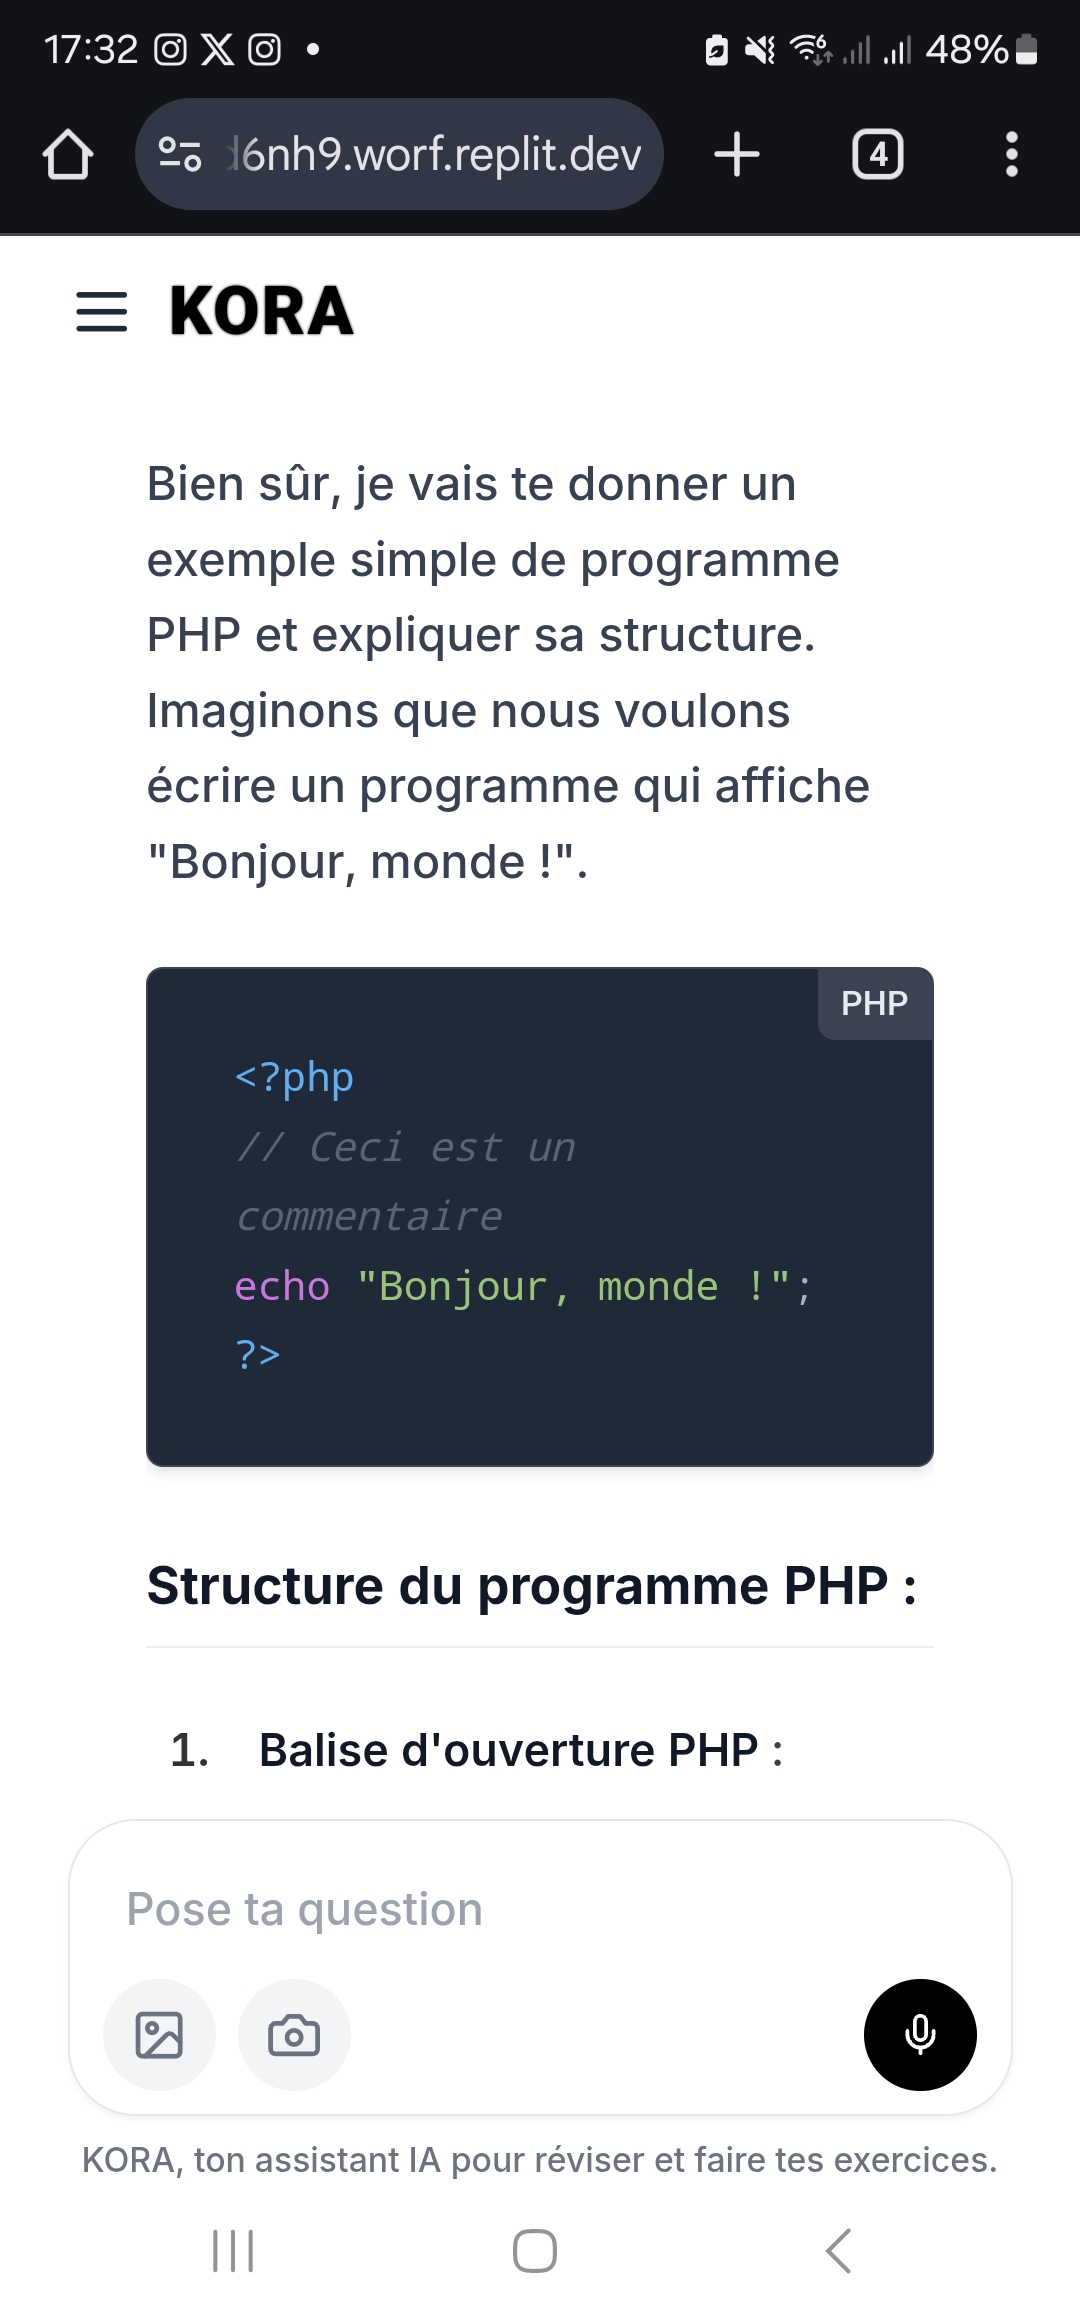 17:32
48%
d6nh9.worf.replit.dev
4
KORA
Bien sûr, je vais te donner un
exemple simple de programme
PHP et expliquer sa structure.
Imaginons que nous voulons
écrire un programme qui affiche
"Bonjour, monde !".
PHP
<?php
// Ceci est un
commentaire
echo "Bonjour, monde !";
?>
Structure du programme PHP :
1. Balise d'ouverture PHP :
Pose ta question
KORA, ton assistant IA pour réviser et faire tes exercices.